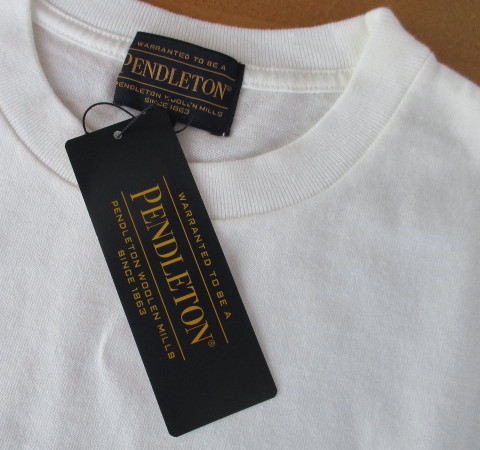 WARRANTED TO BE A
PENDLETON®
PENDLETON WOOLEN MILLS
SINCE 1863
WARRANTED TO BE A
PENDLETON®
PENDLETON WOOLEN MILLS
SINCE 1863